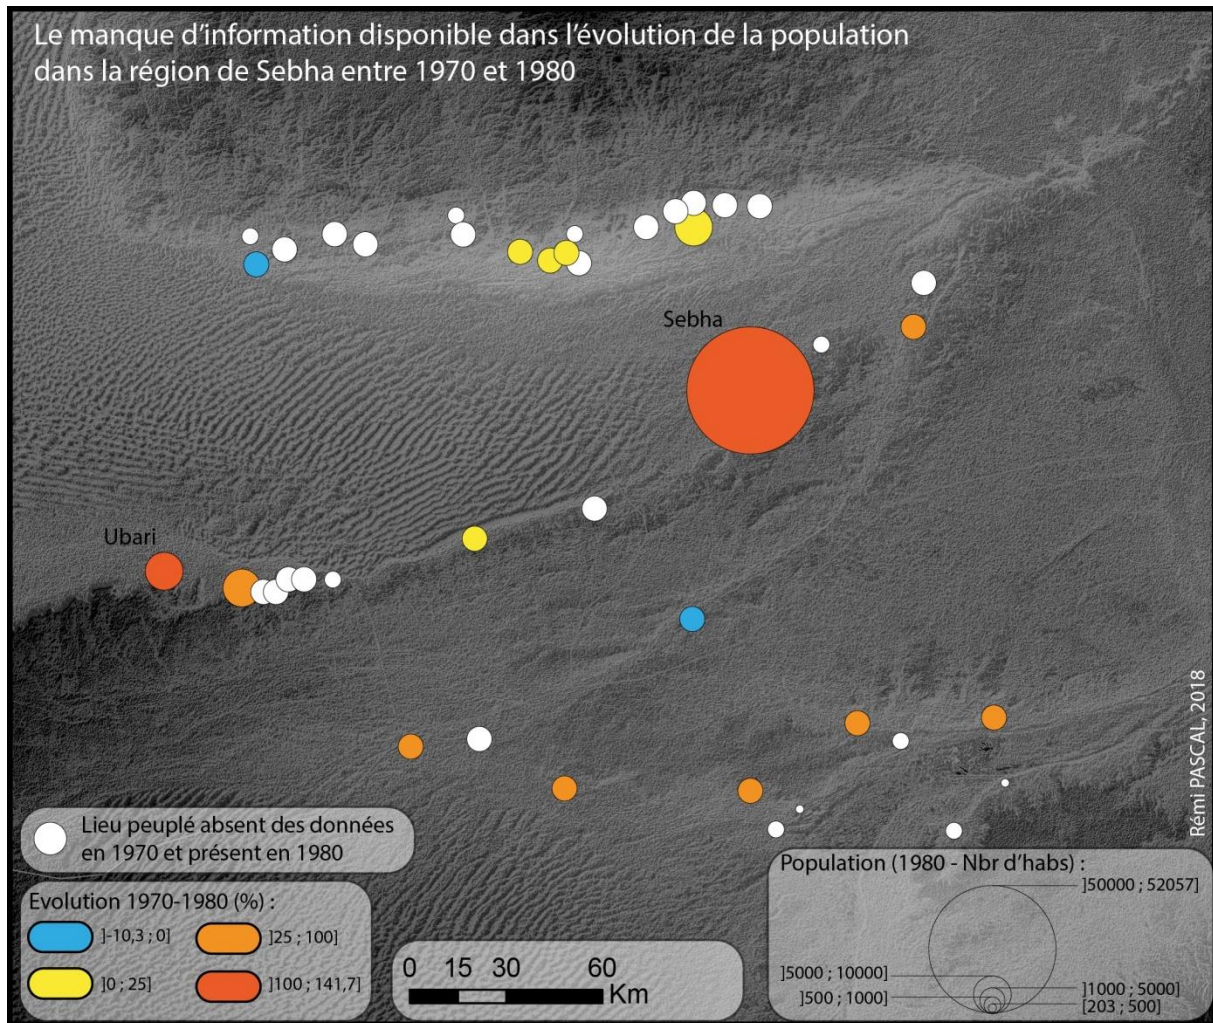 Le manque d'information disponible dans l'évolution de la population
dans la région de Sebha entre 1970 et 1980
Sebha
Ubari
Rémi PASCAL, 2018
Lieu peuplé absent des données
en 1970 et présent en 1980
Evolution 1970-1980 (%) :
]-10,3 ; 0]
]25 ; 100]
]0 ; 25]
]100 ; 141,7]
0 15 30 60
Km
Population (1980 - Nbr d'habs) :
]50000 ; 52057]
]5000 ; 10000]
]1000 ; 5000]
]500 ; 1000]
[203 ; 500]